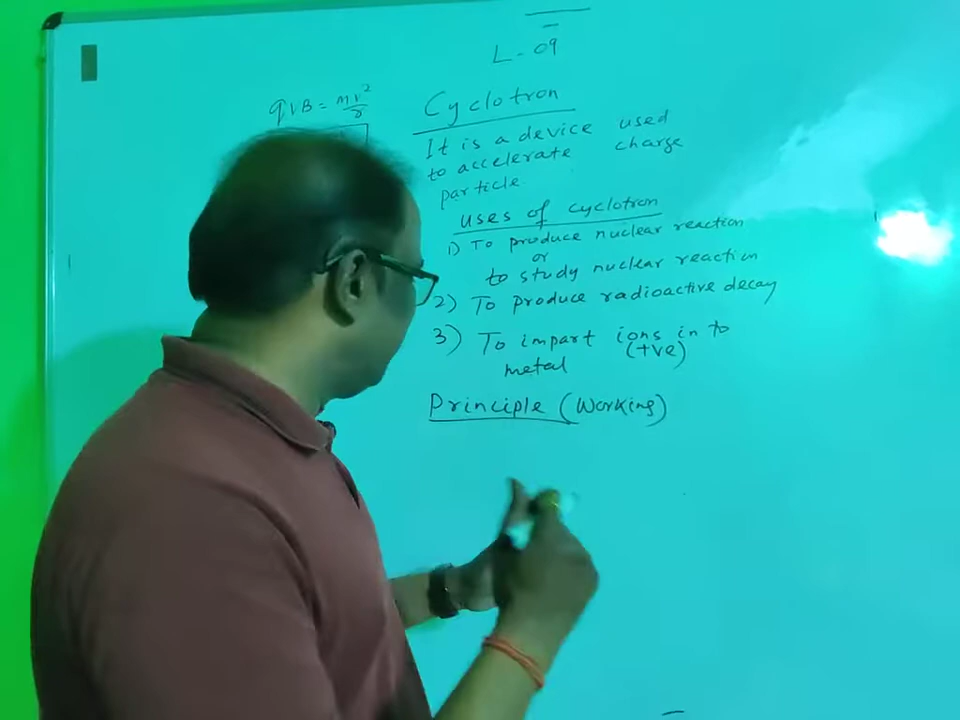 L - 09
qVB = mv²/r
Cyclotron
It is a device used
to accelerate charge
particle.
uses of cyclotron
1) To produce nuclear reaction
or
to study nuclear reaction
2) To produce radioactive decay
3) To impart ions in to
(+ve)
metal
Principle (Working)